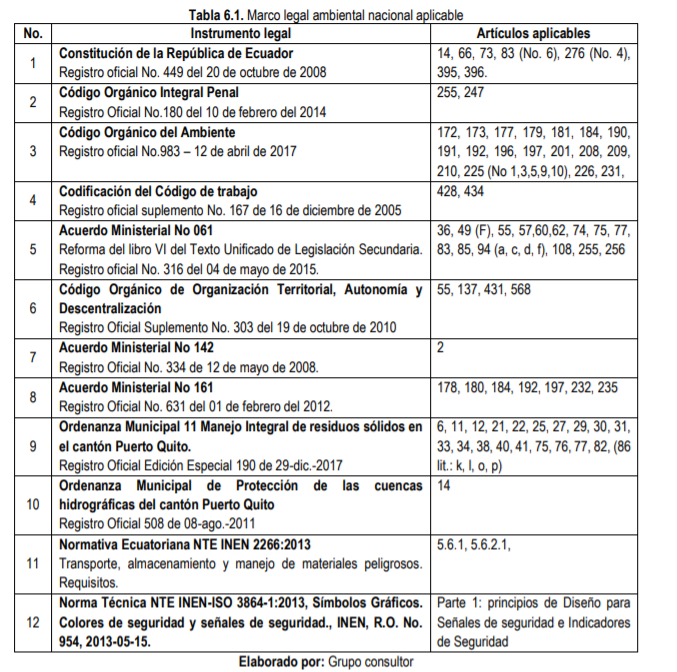 Tabla 6.1. Marco legal ambiental nacional aplicable
No. Instrumento legal Artículos aplicables
1 Constitución de la República de Ecuador
Registro oficial No. 449 del 20 de octubre de 2008
14, 66, 73, 83 (No. 6), 276 (No. 4),
395, 396.
2 Código Orgánico Integral Penal
Registro Oficial No.180 del 10 de febrero del 2014
255, 247
3 Código Orgánico del Ambiente
Registro oficial No.983 – 12 de abril de 2017
172, 173, 177, 179, 181, 184, 190,
191, 192, 196, 197, 201, 208, 209,
210, 225 (No 1,3,5,9,10), 226, 231,
4 Codificación del Código de trabajo
Registro oficial suplemento No. 167 de 16 de diciembre de 2005
428, 434
5 Acuerdo Ministerial No 061
Reforma del libro VI del Texto Unificado de Legislación Secundaria.
Registro oficial No. 316 del 04 de mayo de 2015.
36, 49 (F), 55, 57,60,62, 74, 75, 77,
83, 85, 94 (a, c, d, f), 108, 255, 256
6 Código Orgánico de Organización Territorial, Autonomía y
Descentralización
Registro Oficial Suplemento No. 303 del 19 de octubre de 2010
55, 137, 431, 568
7 Acuerdo Ministerial No 142
Registro Oficial No. 334 de 12 de mayo de 2008.
2
8 Acuerdo Ministerial No 161
Registro Oficial No. 631 del 01 de febrero del 2012.
178, 180, 184, 192, 197, 232, 235
9 Ordenanza Municipal 11 Manejo Integral de residuos sólidos en
el cantón Puerto Quito.
Registro Oficial Edición Especial 190 de 29-dic.-2017
6, 11, 12, 21, 22, 25, 27, 29, 30, 31,
33, 34, 38, 40, 41, 75, 76, 77, 82, (86
lit.: k, l, o, p)
10 Ordenanza Municipal de Protección de las cuencas
hidrográficas del cantón Puerto Quito
Registro Oficial 508 de 08-ago.-2011
14
11 Normativa Ecuatoriana NTE INEN 2266:2013
Transporte, almacenamiento y manejo de materiales peligrosos.
Requisitos.
5.6.1, 5.6.2.1,
12 Norma Técnica NTE INEN-ISO 3864-1:2013, Símbolos Gráficos.
Colores de seguridad y señales de seguridad., INEN, R.O. No.
954, 2013-05-15.
Parte 1: principios de Diseño para
Señales de seguridad e Indicadores
de Seguridad
Elaborado por: Grupo consultor